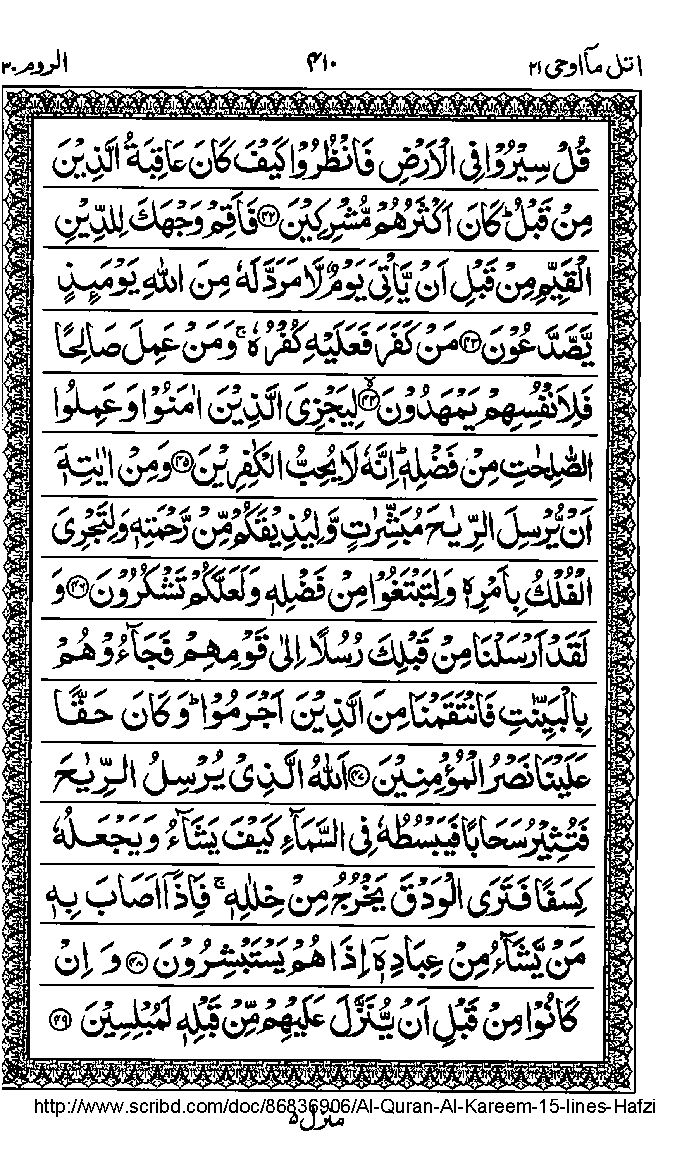 اتل مآاوحی ۲۱ ۴۱۰ الروم ۳۰
قُلْ سِیْرُوْا فِی الْاَرْضِ فَانْظُرُوْا كَیْفَ كَانَ عَاقِبَةُ الَّذِیْنَ
مِنْ قَبْلُ ؕ كَانَ اَكْثَرُهُمْ مُّشْرِكِیْنَ ۝۴۲ فَاَقِمْ وَجْهَكَ لِلدِّیْنِ
الْقَیِّمِ مِنْ قَبْلِ اَنْ یَّاْتِیَ یَوْمٌ لَّا مَرَدَّ لَهٗ مِنَ اللّٰهِ یَوْمَىِٕذٍ
یَّصَّدَّعُوْنَ ۝۴۳ مَنْ كَفَرَ فَعَلَیْهِ كُفْرُهٗ ۚ وَمَنْ عَمِلَ صَالِحًا
فَلِاَنْفُسِهِمْ یَمْهَدُوْنَ ۝۴۴ لِیَجْزِیَ الَّذِیْنَ اٰمَنُوْا وَعَمِلُوا
الصّٰلِحٰتِ مِنْ فَضْلِهٖ ؕ اِنَّهٗ لَا یُحِبُّ الْكٰفِرِیْنَ ۝۴۵ وَمِنْ اٰیٰتِهٖۤ
اَنْ یُّرْسِلَ الرِّیٰحَ مُبَشِّرٰتٍ وَّلِیُذِیْقَكُمْ مِّنْ رَّحْمَتِهٖ وَلِتَجْرِیَ
الْفُلْكُ بِاَمْرِهٖ وَلِتَبْتَغُوْا مِنْ فَضْلِهٖ وَلَعَلَّكُمْ تَشْكُرُوْنَ ۝۴۶ وَ
لَقَدْ اَرْسَلْنَا مِنْ قَبْلِكَ رُسُلًا اِلٰی قَوْمِهِمْ فَجَآءُوْهُمْ
بِالْبَیِّنٰتِ فَانْتَقَمْنَا مِنَ الَّذِیْنَ اَجْرَمُوْا ؕ وَكَانَ حَقًّا
عَلَیْنَا نَصْرُ الْمُؤْمِنِیْنَ ۝۴۷ اَللّٰهُ الَّذِیْ یُرْسِلُ الرِّیٰحَ
فَتُثِیْرُ سَحَابًا فَیَبْسُطُهٗ فِی السَّمَآءِ كَیْفَ یَشَآءُ وَیَجْعَلُهٗ
كِسَفًا فَتَرَی الْوَدْقَ یَخْرُجُ مِنْ خِلٰلِهٖ ۚ فَاِذَاۤ اَصَابَ بِهٖ
مَنْ یَّشَآءُ مِنْ عِبَادِهٖۤ اِذَا هُمْ یَسْتَبْشِرُوْنَ ۝۴۸ وَاِنْ
كَانُوْا مِنْ قَبْلِ اَنْ یُّنَزَّلَ عَلَیْهِمْ مِّنْ قَبْلِهٖ لَمُبْلِسِیْنَ ۝۴۹
http://www.scribd.com/doc/86836906/Al-Quran-Al-Kareem-15-lines-Hafzi
منزل ۵